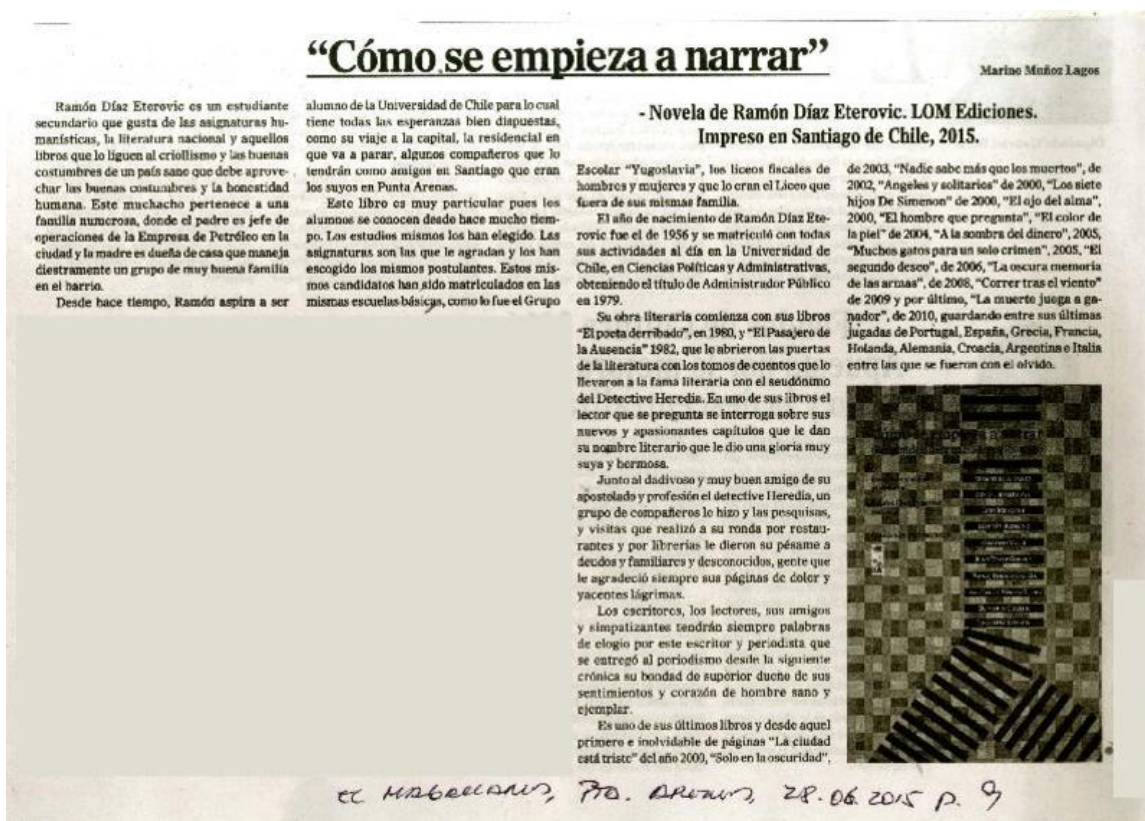 “Cómo se empieza a narrar”
Marino Muñoz Lagos
- Novela de Ramón Díaz Eterovic. LOM Ediciones.
Impreso en Santiago de Chile, 2015.
Ramón Díaz Eterovic es un estudiante
secundario que gusta de las asignaturas hu-
manísticas, la literatura nacional y aquellos
libros que lo liguen al criollismo y las buenas
costumbres de un país sano que debe aprove-
char las buenas costumbres y la honestidad
humana. Este muchacho pertenece a una
familia numerosa, donde el padre es jefe de
operaciones de la Empresa de Petróleo en la
ciudad y la madre es dueña de casa que maneja
diestramente un grupo de muy buena familia
en el barrio.
Desde hace tiempo, Ramón aspira a ser
alumno de la Universidad de Chile para lo cual
tiene todas las esperanzas bien dispuestas,
como su viaje a la capital, la residencial en
que va a parar, algunos compañeros que lo
tendrán como amigos en Santiago que eran
los suyos en Punta Arenas.
Este libro es muy particular pues los
alumnos se conocen desde hace mucho tiem-
po. Los estudios mismos los han elegido. Las
asignaturas son las que le agradan y los han
escogido los mismos postulantes. Estos mis-
mos candidatos han sido matriculados en las
mismas escuelas básicas, como lo fue el Grupo
Escolar “Yugoslavia”, los liceos fiscales de
hombres y mujeres y que lo eran el Liceo que
fuera de sus mismas familia.
El año de nacimiento de Ramón Díaz Ete-
rovic fue el de 1956 y se matriculó con todas
sus actividades al día en la Universidad de
Chile, en Ciencias Políticas y Administrativas,
obteniendo el título de Administrador Público
en 1979.
Su obra literaria comienza con sus libros
“El poeta derribado”, en 1980, y “El Pasajero de
la Ausencia” 1982, que le abrieron las puertas
de la literatura con los tomos de cuentos que lo
llevaron a la fama literaria con el seudónimo
del Detective Heredia. En uno de sus libros el
lector que se pregunta se interroga sobre sus
nuevos y apasionantes capítulos que le dan
su nombre literario que le dio una gloria muy
suya y hermosa.
Junto al dadivoso y muy buen amigo de su
apostolado y profesión el detective Heredia, un
grupo de compañeros le hizo y las pesquisas,
y visitas que realizó a su ronda por restau-
rantes y por librerías le dieron su pésame a
deudos y familiares y desconocidos, gente que
le agradeció siempre sus páginas de dolor y
yacentes lágrimas.
Los escritores, los lectores, sus amigos
y simpatizantes tendrán siempre palabras
de elogio por este escritor y periodista que
se entregó al periodismo desde la siguiente
crónica su bondad de superior dueño de sus
sentimientos y corazón de hombre sano y
ejemplar.
Es uno de sus últimos libros y desde aquel
primero e inolvidable de páginas “La ciudad
está triste” del año 2000, “Solo en la oscuridad”,
de 2003, “Nadie sabe más que los muertos”, de
2002, “Angeles y solitarios” de 2000, “Los siete
hijos De Simenon” de 2000, “El ojo del alma”,
2000, “El hombre que pregunta”, “El color de
la piel” de 2004, “A la sombra del dinero”, 2005,
“Muchos gatos para un solo crimen”, 2005, “El
segundo deseo”, de 2006, “La oscura memoria
de las armas”, de 2008, “Correr tras el viento”
de 2009 y por último, “La muerte juega a ga-
nador”, de 2010, guardando entre sus últimas
jugadas de Portugal, España, Grecia, Francia,
Holanda, Alemania, Croacia, Argentina e Italia
entre las que se fueron con el olvido.
EL MAGALLANES, PTA. ARENAS, 28.06.2015 p. 9